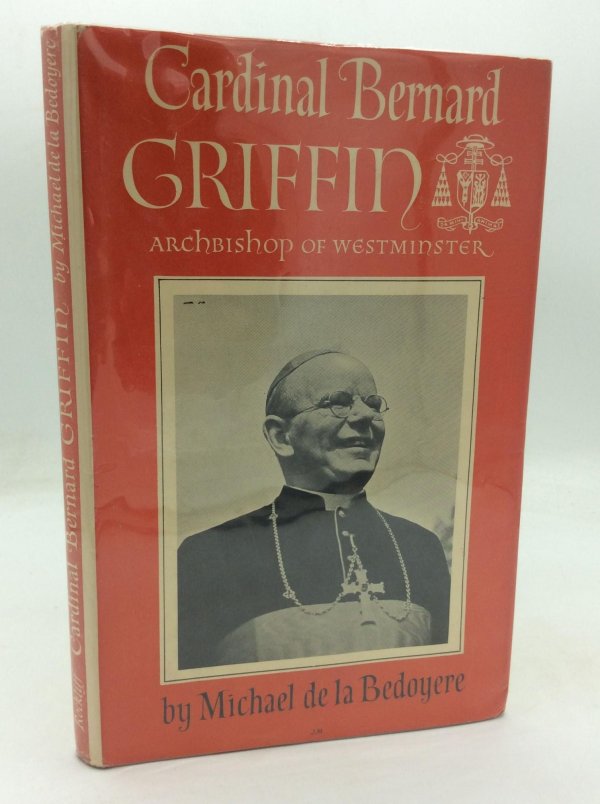 Cardinal Bernard
GRIFFIN
ARCHBISHOP OF WESTMINSTER
by Michael de la Bedoyere
Rockliff Cardinal Bernard GRIFFIN by Michael de la Bedoyere